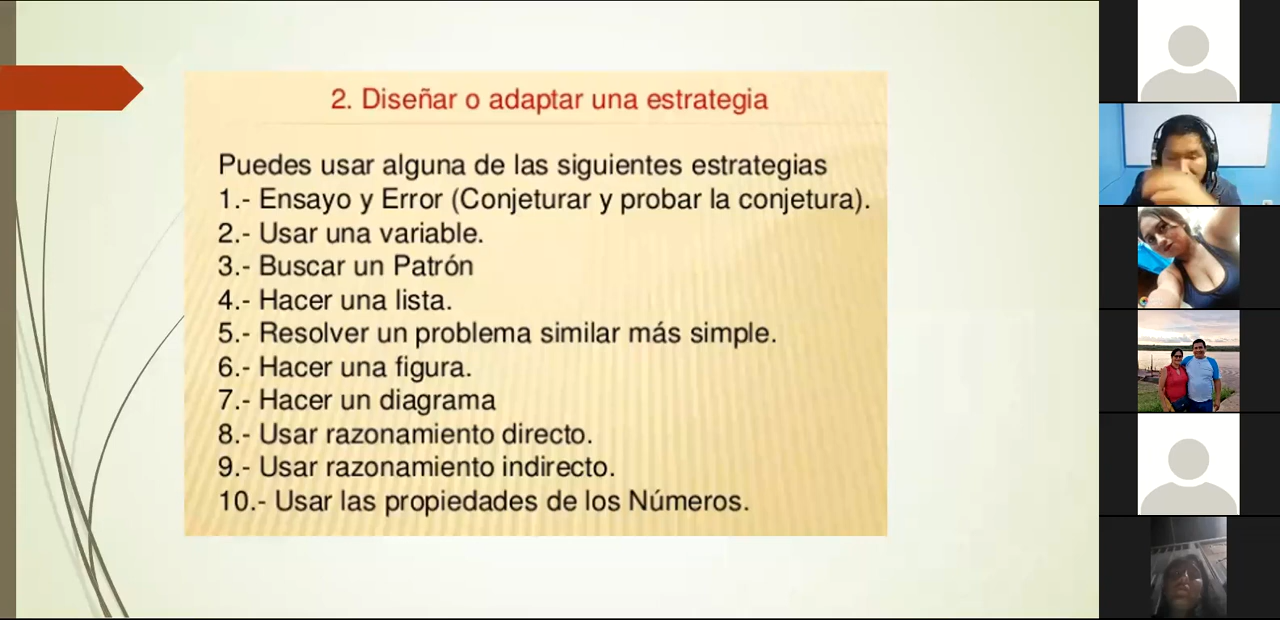 2. Diseñar o adaptar una estrategia
Puedes usar alguna de las siguientes estrategias
1.- Ensayo y Error (Conjeturar y probar la conjetura).
2.- Usar una variable.
3.- Buscar un Patrón
4.- Hacer una lista.
5.- Resolver un problema similar más simple.
6.- Hacer una figura.
7.- Hacer un diagrama
8.- Usar razonamiento directo.
9.- Usar razonamiento indirecto.
10.- Usar las propiedades de los Números.